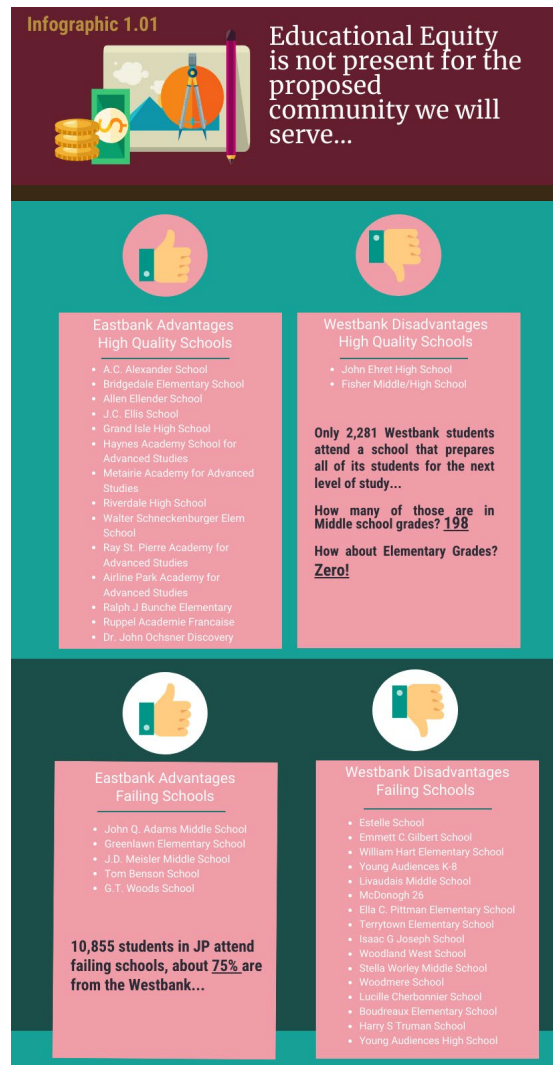 Infographic 1.01
Educational Equity
is not present for the
proposed
community we will
serve...
Eastbank Advantages
High Quality Schools
• A.C. Alexander School
• Bridgedale Elementary School
• Allen Ellender School
• J.C. Ellis School
• Grand Isle High School
• Haynes Academy School for
Advanced Studies
• Metairie Academy for Advanced
Studies
• Riverdale High School
• Walter Schneckenburger Elem
School
• Ray St. Pierre Academy for
Advanced Studies
• Airline Park Academy for
Advanced Studies
• Ralph J Bunche Elementary
• Ruppel Academie Francaise
• Dr. John Ochsner Discovery
Westbank Disadvantages
High Quality Schools
• John Ehret High School
• Fisher Middle/High School
Only 2,281 Westbank students
attend a school that prepares
all of its students for the next
level of study...
How many of those are in
Middle school grades? 198
How about Elementary Grades?
Zero!
Eastbank Advantages
Failing Schools
• John Q. Adams Middle School
• Greenlawn Elementary School
• J.D. Meisler Middle School
• Tom Benson School
• G.T. Woods School
10,855 students in JP attend
failing schools, about 75% are
from the Westbank...
Westbank Disadvantages
Failing Schools
• Estelle School
• Emmett C.Gilbert School
• William Hart Elementary School
• Young Audiences K-8
• Livaudais Middle School
• McDonogh 26
• Ella C. Pittman Elementary School
• Terrytown Elementary School
• Isaac G Joseph School
• Woodland West School
• Stella Worley Middle School
• Woodmere School
• Lucille Cherbonnier School
• Boudreaux Elementary School
• Harry S Truman School
• Young Audiences High School